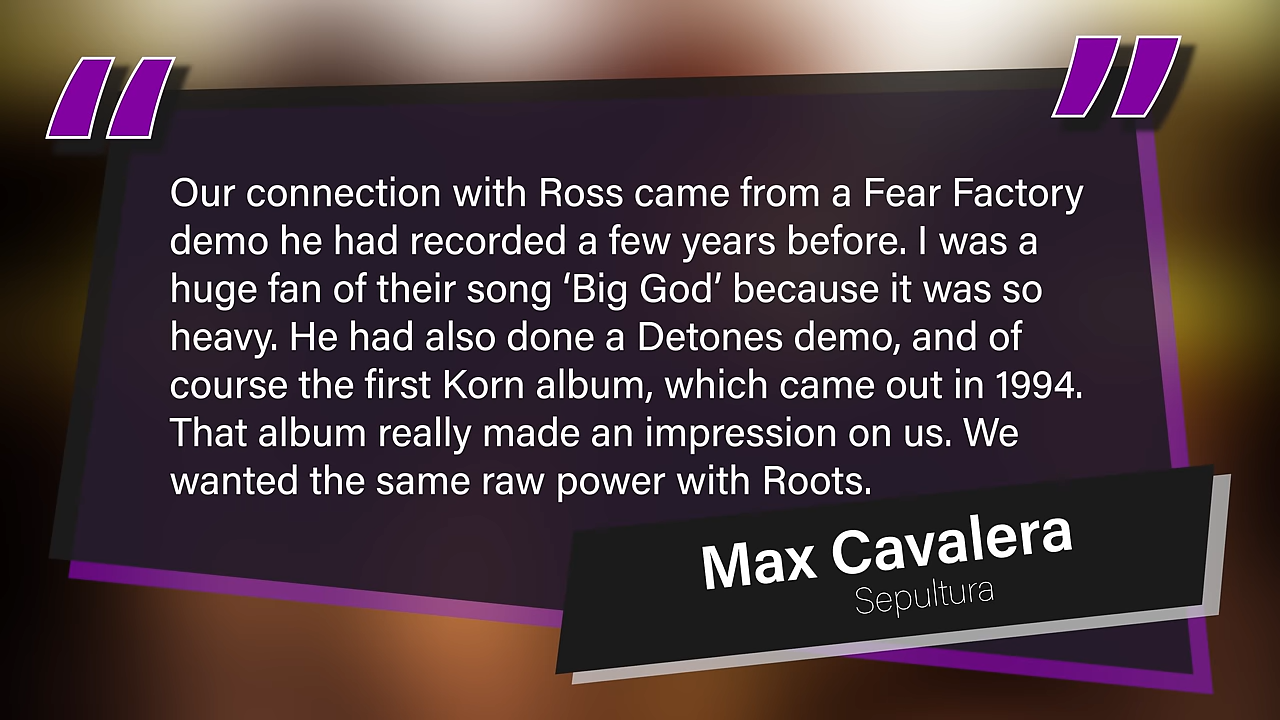 Our connection with Ross came from a Fear Factory
demo he had recorded a few years before. I was a
huge fan of their song ‘Big God’ because it was so
heavy. He had also done a Detones demo, and of
course the first Korn album, which came out in 1994.
That album really made an impression on us. We
wanted the same raw power with Roots.
Max Cavalera
Sepultura